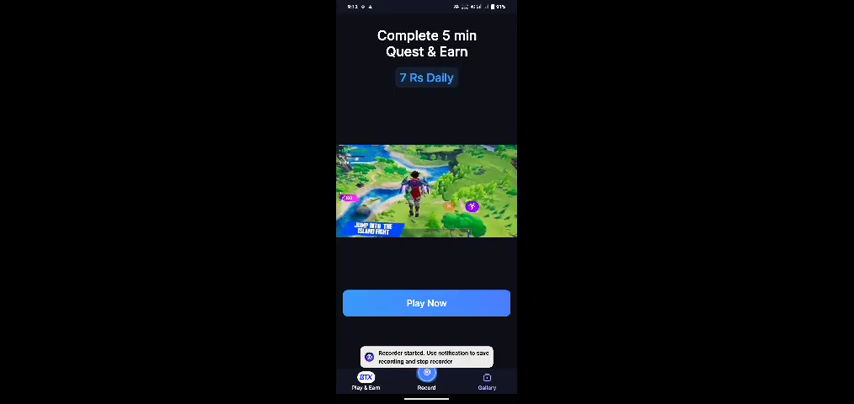 91%
Complete 5 min
Quest & Earn
7 Rs Daily
JUMP INTO THE
ISLAND FIGHT
Play Now
Recorder started. Use notification to save
recording and stop recorder
Play & Earn
Record
Gallery